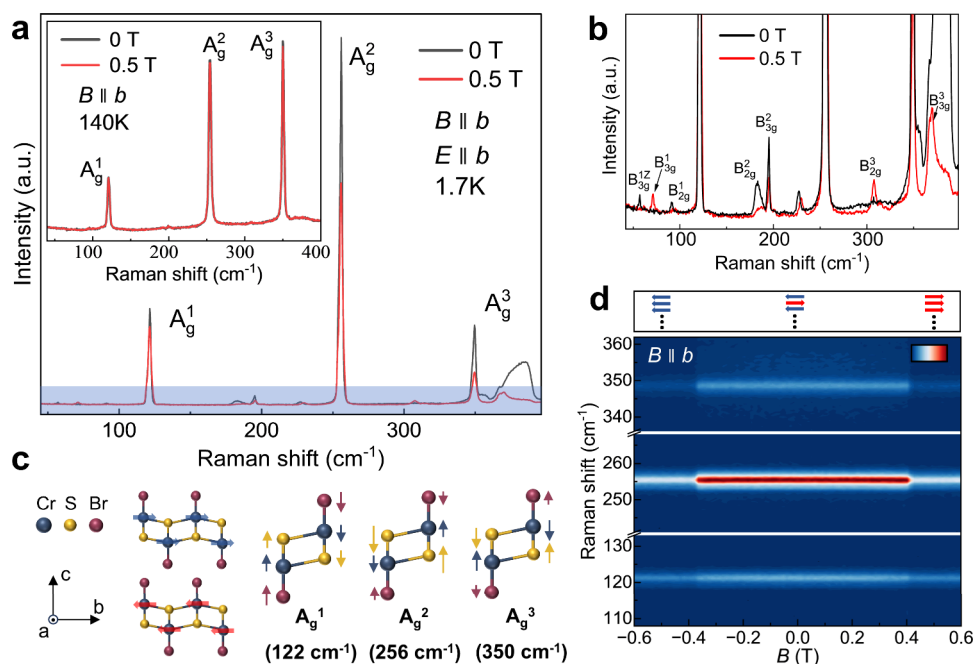 a
0 T
0.5 T
B ∥ b
140K
A_g^1
A_g^2
A_g^3
100
200
300
400
Raman shift (cm⁻¹)
A_g^2
0 T
0.5 T
B ∥ b
E ∥ b
1.7K
A_g^1
A_g^3
Intensity (a.u.)
100
200
300
Raman shift (cm⁻¹)
b
0 T
0.5 T
Intensity (a.u.)
B_3g^1Z
B_3g^1
B_2g^1
B_2g^2
B_3g^2
B_2g^3
B_3g^3
100
200
300
Raman shift (cm⁻¹)
c
Cr S Br
c
a
b
A_g^1
A_g^2
A_g^3
(122 cm⁻¹)
(256 cm⁻¹)
(350 cm⁻¹)
d
B ∥ b
360
350
340
260
250
130
120
110
Raman shift (cm⁻¹)
−0.6
−0.4
−0.2
0.0
0.2
0.4
0.6
B (T)